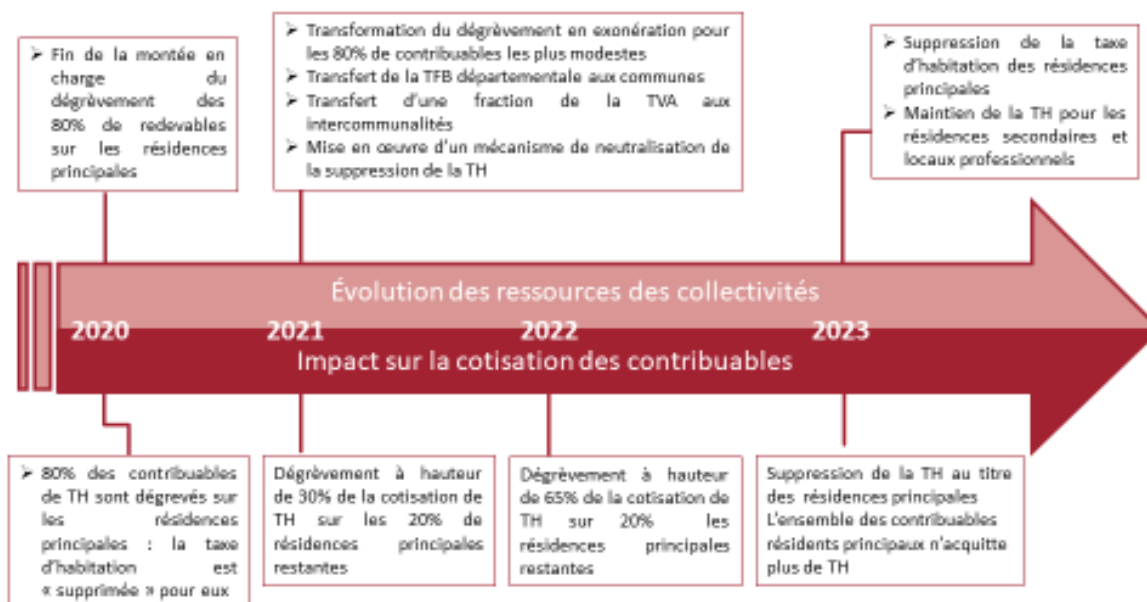 ➢ Fin de la montée en
charge du
dégrèvement des
80% de redevables
sur les résidences
principales
➢ Transformation du dégrèvement en exonération pour
les 80% de contribuables les plus modestes
➢ Transfert de la TFB départementale aux communes
➢ Transfert d'une fraction de la TVA aux
intercommunalités
➢ Mise en œuvre d'un mécanisme de neutralisation de
la suppression de la TH
➢ Suppression de la taxe
d'habitation des résidences
principales
➢ Maintien de la TH pour les
résidences secondaires et
locaux professionnels
Évolution des ressources des collectivités
2020 2021 2022 2023
Impact sur la cotisation des contribuables
➢ 80% des contribuables
de TH sont dégrevés sur
les résidences
principales : la taxe
d'habitation est
« supprimée » pour eux
Dégrèvement à hauteur
de 30% de la cotisation de
TH sur les 20% de
résidences principales
restantes
Dégrèvement à hauteur
de 65% de la cotisation de
TH sur 20% les
résidences principales
restantes
Suppression de la TH au titre
des résidences principales
L'ensemble des contribuables
résidents principaux n'acquitte
plus de TH